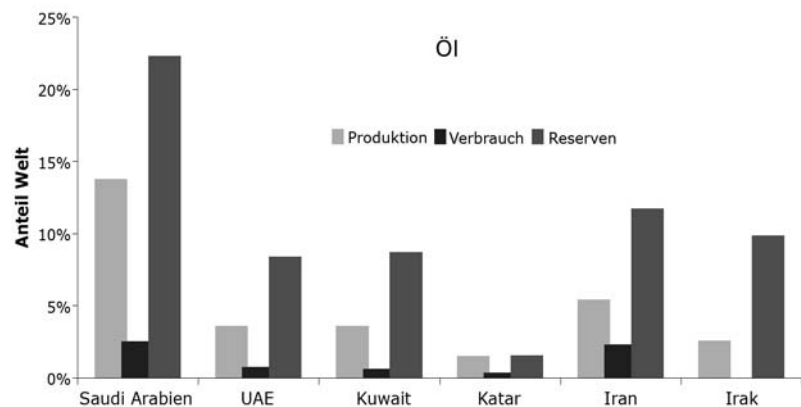 Öl
Produktion Verbrauch Reserven
Anteil Welt
25%
20%
15%
10%
5%
0%
Saudi Arabien UAE Kuwait Katar Iran Irak